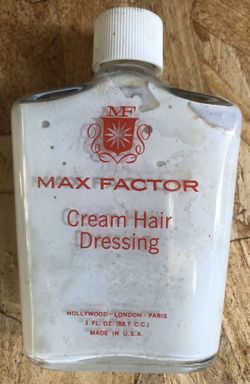 MF
MAX FACTOR
Cream Hair
Dressing
HOLLYWOOD - LONDON - PARIS
3 FL. OZ. (88.7 C.C.)
MADE IN U.S.A.